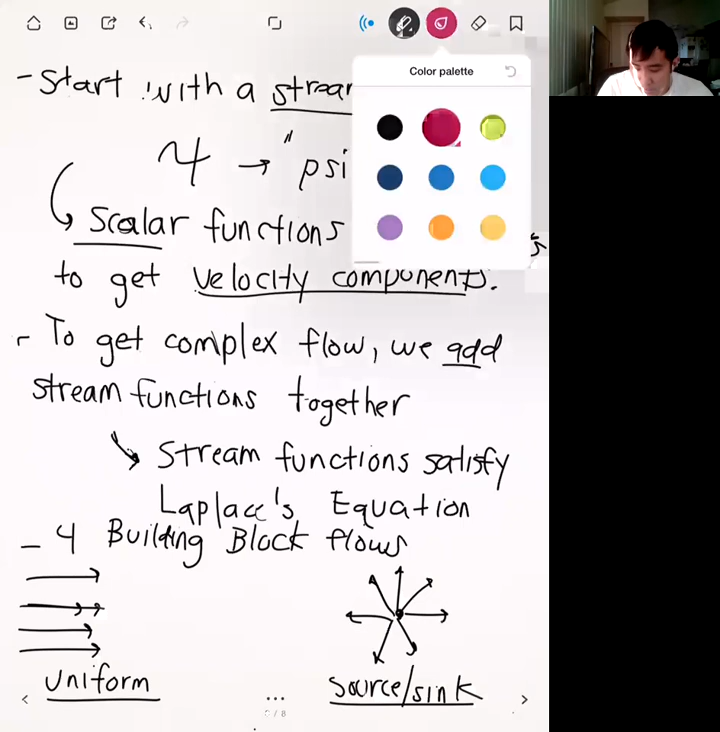 Color palette
- Start with a strea
ψ → "psi
Scalar functions
to get velocity components.
- To get complex flow, we add
stream functions together
↳ Stream functions satisfy
Laplace's Equation
- 4 Building Block flows
Uniform
source/sink
/ 8